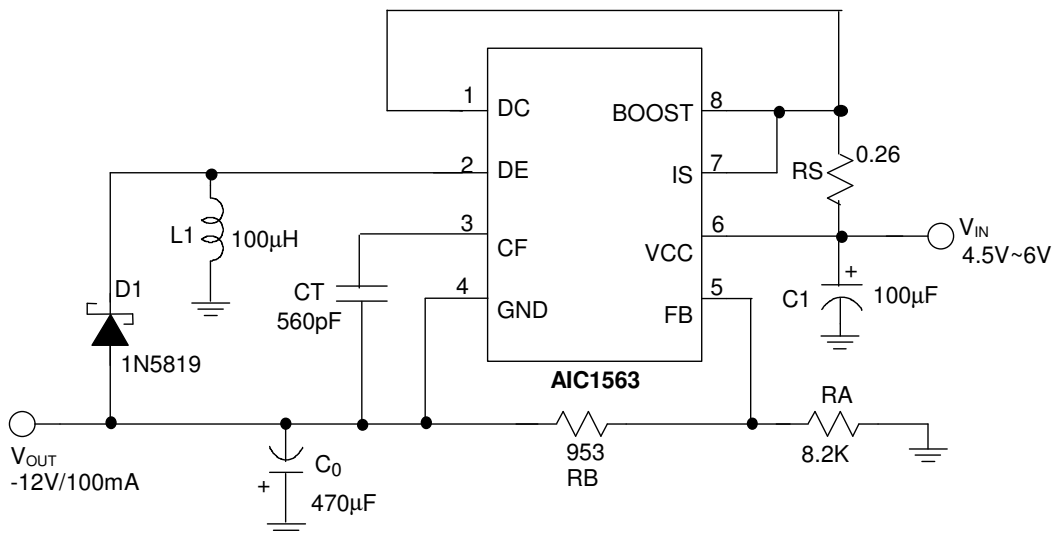 1
DC
BOOST
8
0.26
2
DE
IS
7
RS
3
CF
VCC
6
VIN
4.5V~6V
L1
100μH
CT
560pF
4
GND
FB
5
C1
+
100μF
D1
1N5819
AIC1563
RA
8.2K
953
RB
VOUT
-12V/100mA
C0
+
470μF